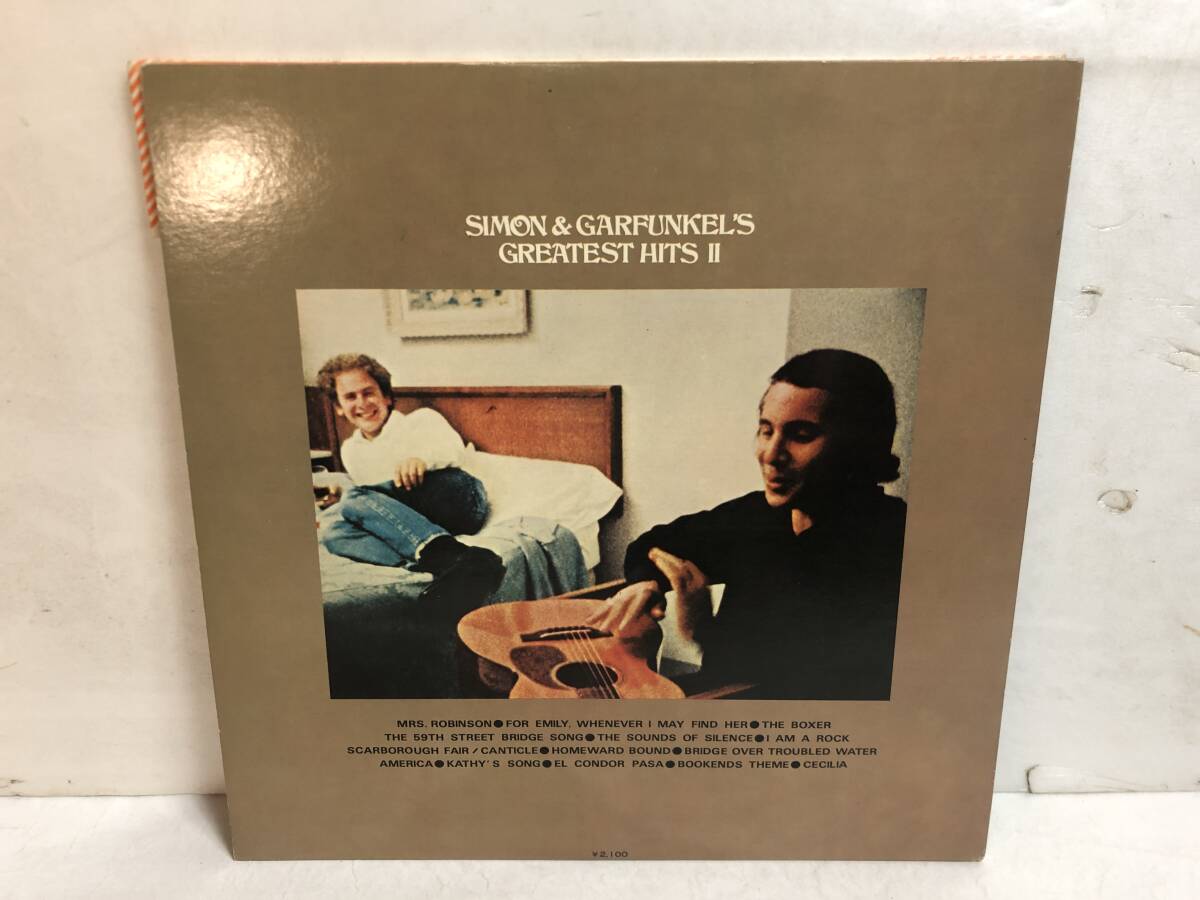 SIMON & GARFUNKEL'S
GREATEST HITS II
MRS. ROBINSON●FOR EMILY, WHENEVER I MAY FIND HER●THE BOXER
THE 59TH STREET BRIDGE SONG●THE SOUNDS OF SILENCE●I AM A ROCK
SCARBOROUGH FAIR/CANTICLE●HOMEWARD BOUND●BRIDGE OVER TROUBLED WATER
AMERICA●KATHY'S SONG●EL CONDOR PASA●BOOKENDS THEME●CECILIA
¥2,100